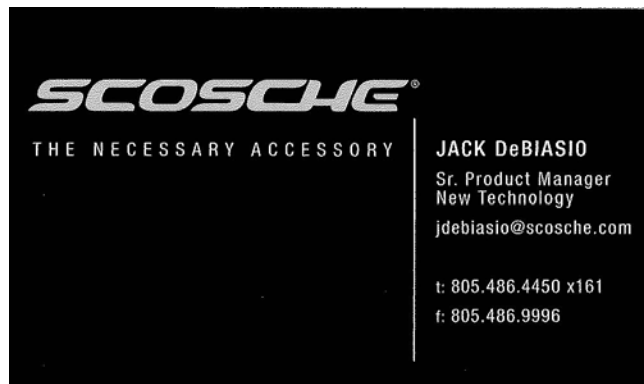 SCOSCHE®
THE NECESSARY ACCESSORY
JACK DeBIASIO
Sr. Product Manager
New Technology
jdebiasio@scosche.com
t: 805.486.4450 x161
f: 805.486.9996